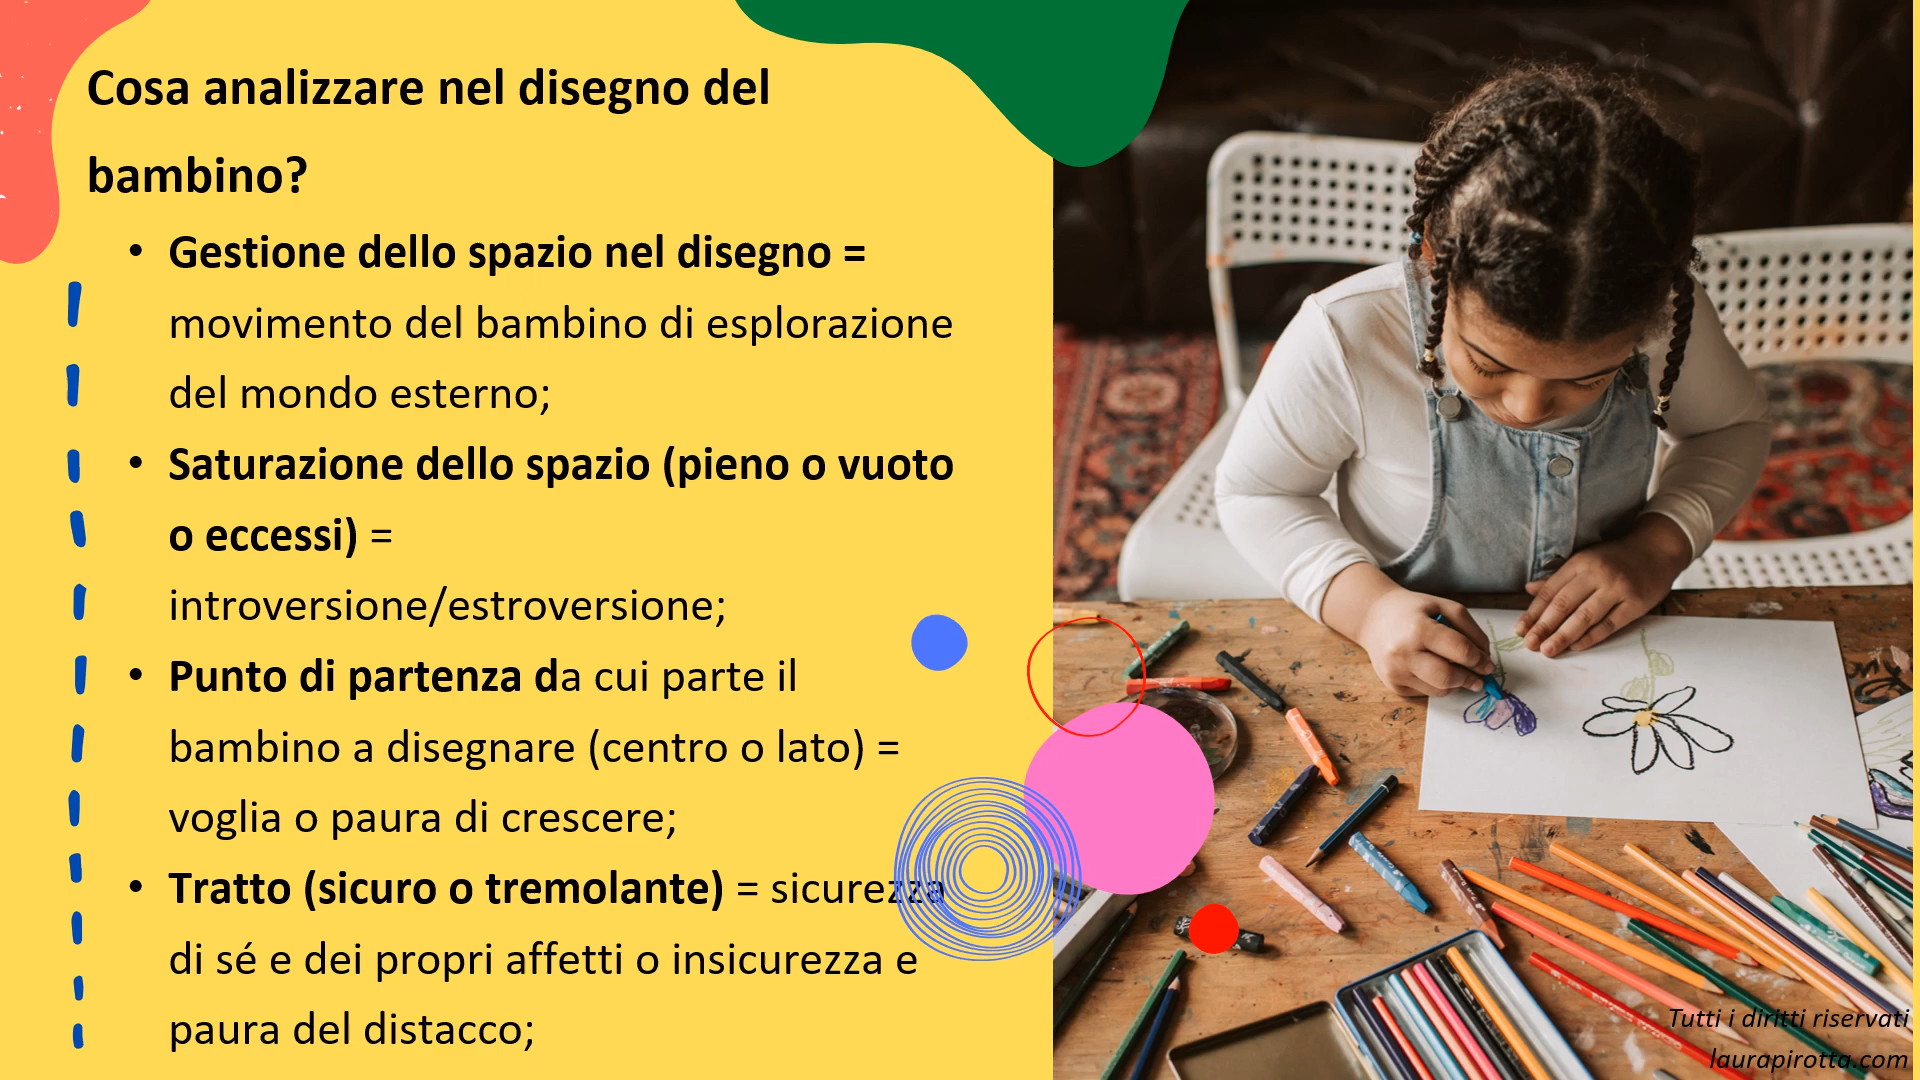 Cosa analizzare nel disegno del
bambino?
• Gestione dello spazio nel disegno =
movimento del bambino di esplorazione
del mondo esterno;
• Saturazione dello spazio (pieno o vuoto
o eccessi) =
introversione/estroversione;
• Punto di partenza da cui parte il
bambino a disegnare (centro o lato) =
voglia o paura di crescere;
• Tratto (sicuro o tremolante) = sicurezza
di sé e dei propri affetti o insicurezza e
paura del distacco;
Tutti i diritti riservati
laurapirotta.com